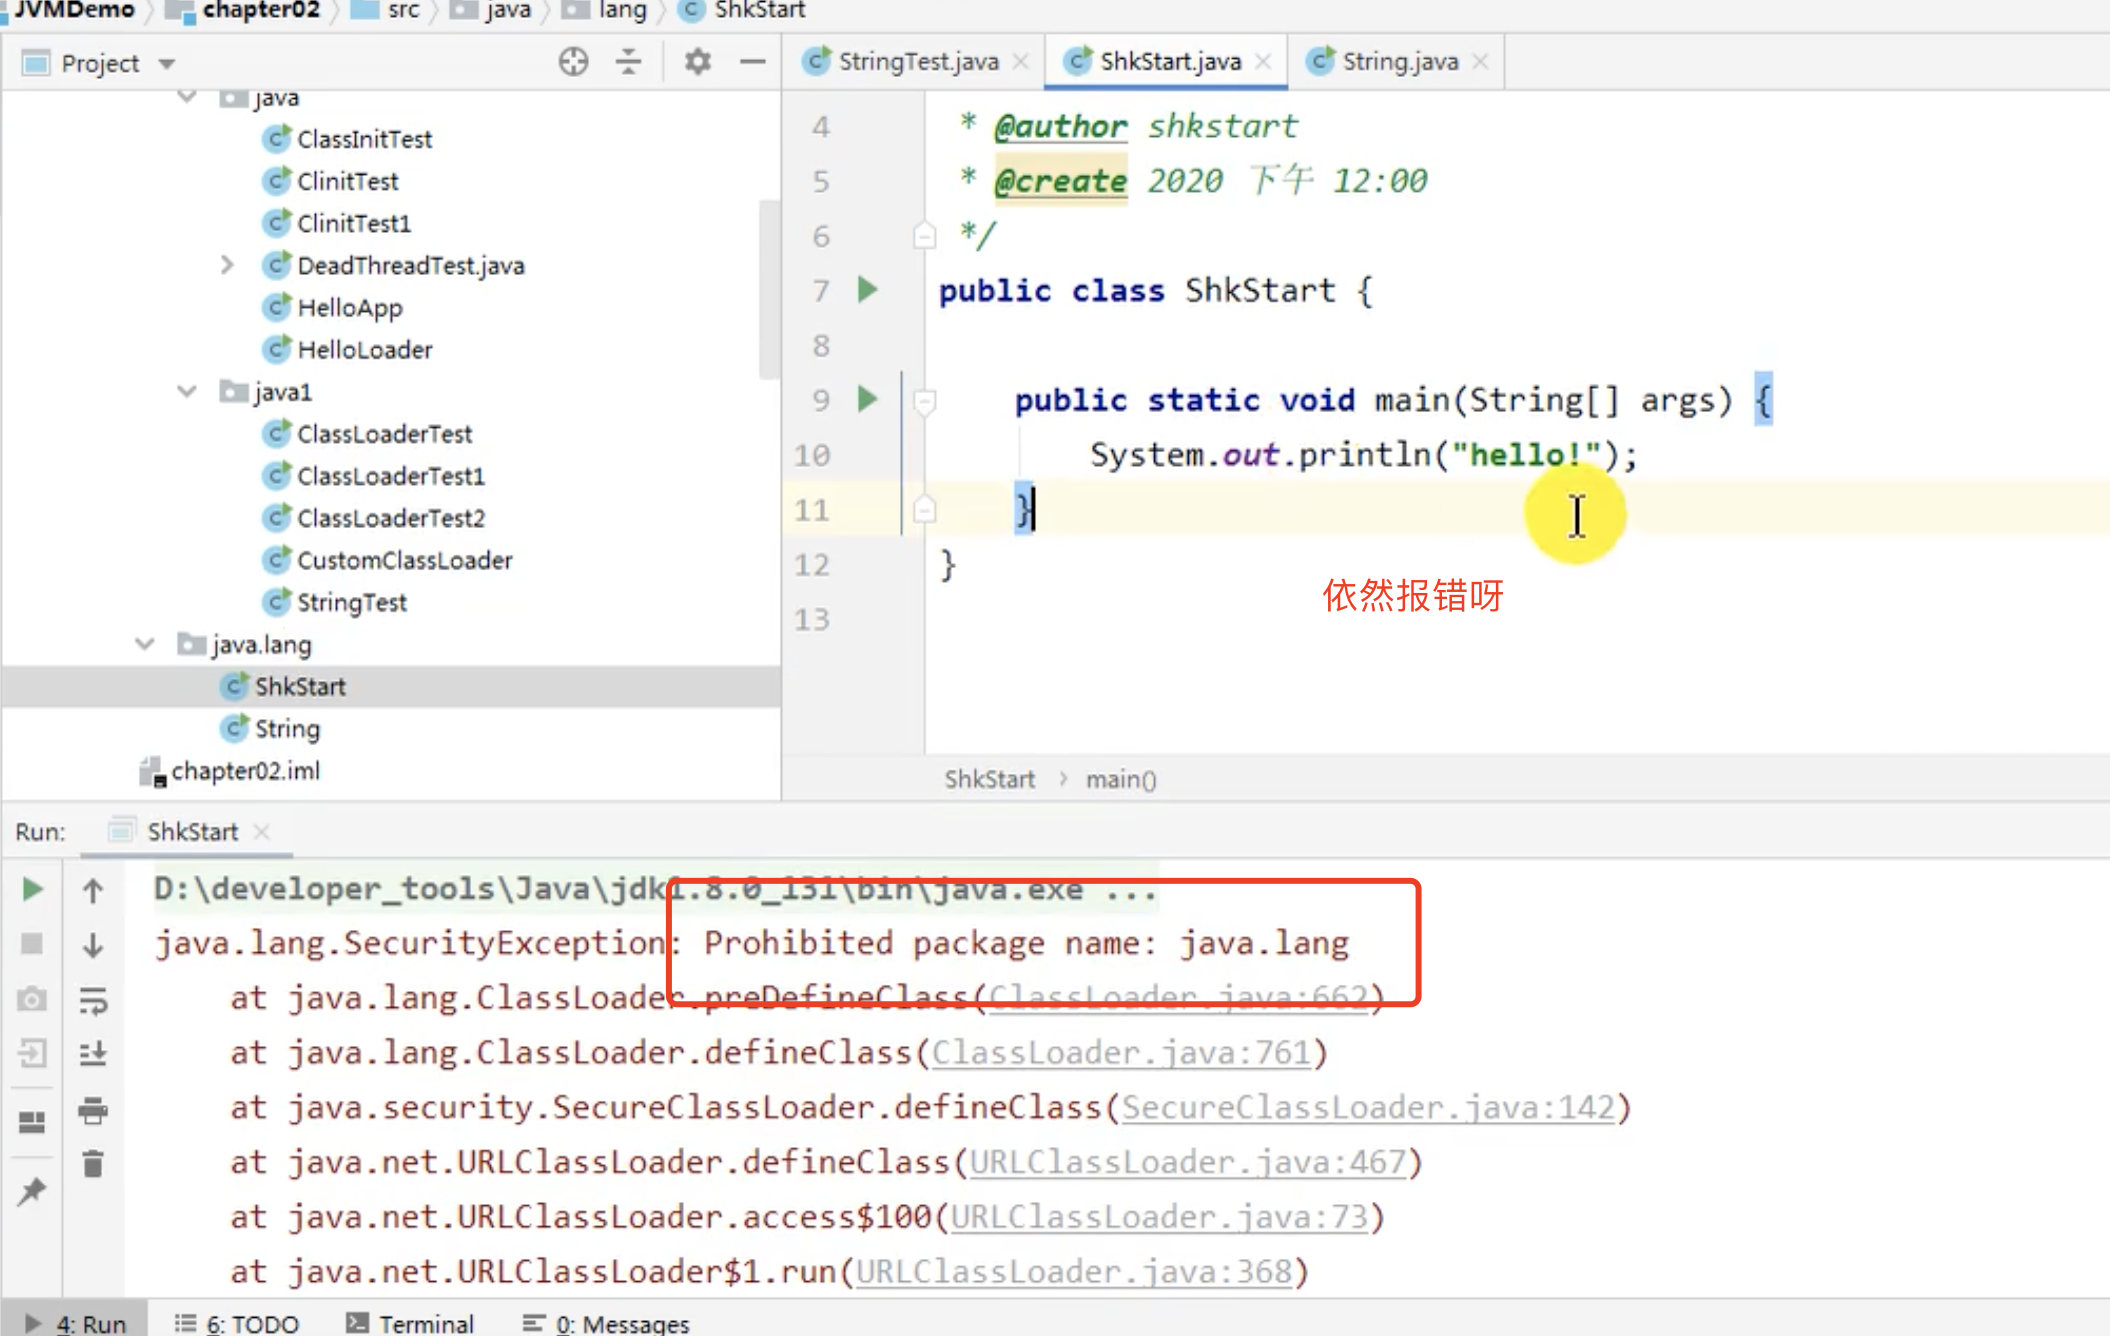 JVMDemo chapter02 src java lang ShkStart
Project
StringTest.java ShkStart.java String.java
java
ClassInitTest
ClinitTest
ClinitTest1
DeadThreadTest.java
HelloApp
HelloLoader
java1
ClassLoaderTest
ClassLoaderTest1
ClassLoaderTest2
CustomClassLoader
StringTest
java.lang
ShkStart
String
chapter02.iml
4 * @author shkstart
5 * @create 2020 下午 12:00
6 */
7 public class ShkStart {
8
9 public static void main(String[] args) {
10 System.out.println("hello!");
11 }
12 }
13
依然报错呀
ShkStart main()
Run: ShkStart
D:\developer_tools\Java\jdk1.8.0_131\bin\java.exe ...
java.lang.SecurityException: Prohibited package name: java.lang
at java.lang.ClassLoader.preDefineClass(ClassLoader.java:662)
at java.lang.ClassLoader.defineClass(ClassLoader.java:761)
at java.security.SecureClassLoader.defineClass(SecureClassLoader.java:142)
at java.net.URLClassLoader.defineClass(URLClassLoader.java:467)
at java.net.URLClassLoader.access$100(URLClassLoader.java:73)
at java.net.URLClassLoader$1.run(URLClassLoader.java:368)
4: Run 6: TODO Terminal 0: Messages